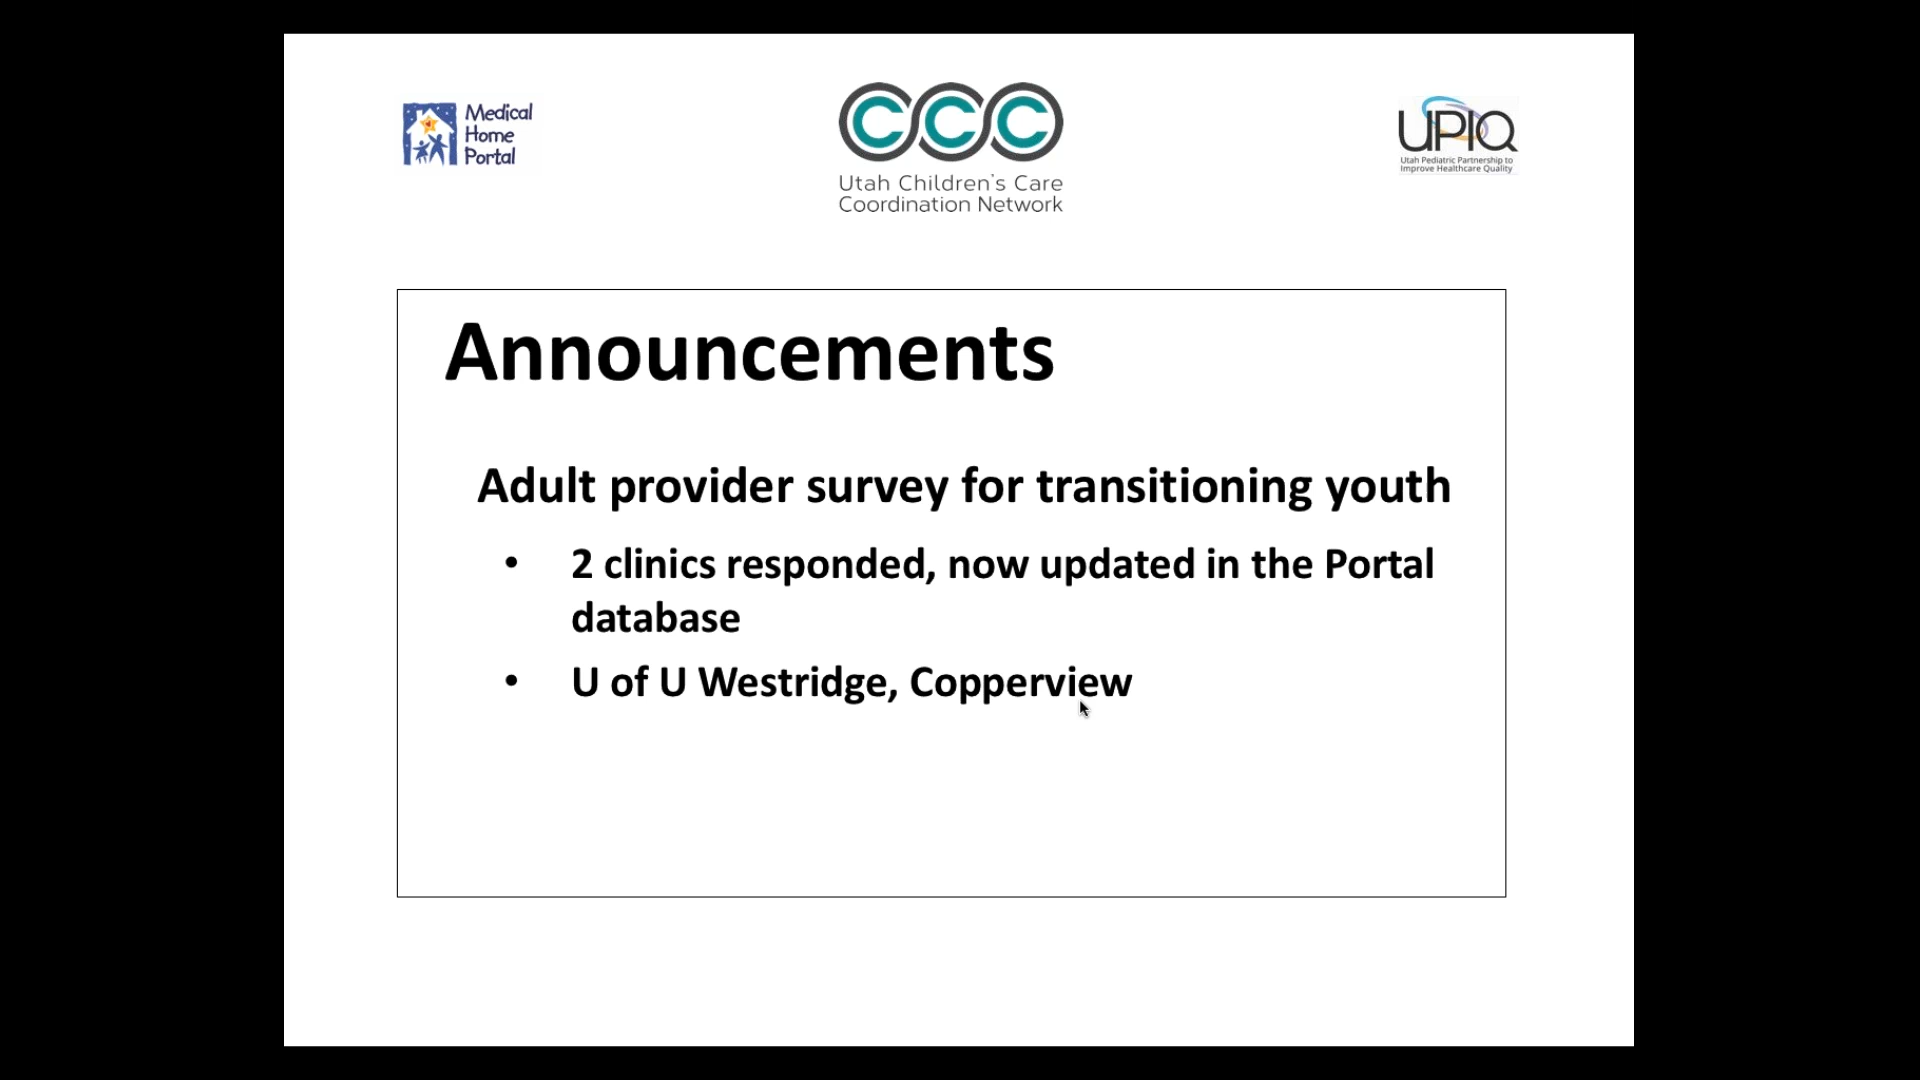 Medical
Home
Portal
CCC
Utah Children's Care
Coordination Network
UPIQ
Utah Pediatric Partnership to
Improve Healthcare Quality
Announcements
Adult provider survey for transitioning youth
• 2 clinics responded, now updated in the Portal
database
• U of U Westridge, Copperview